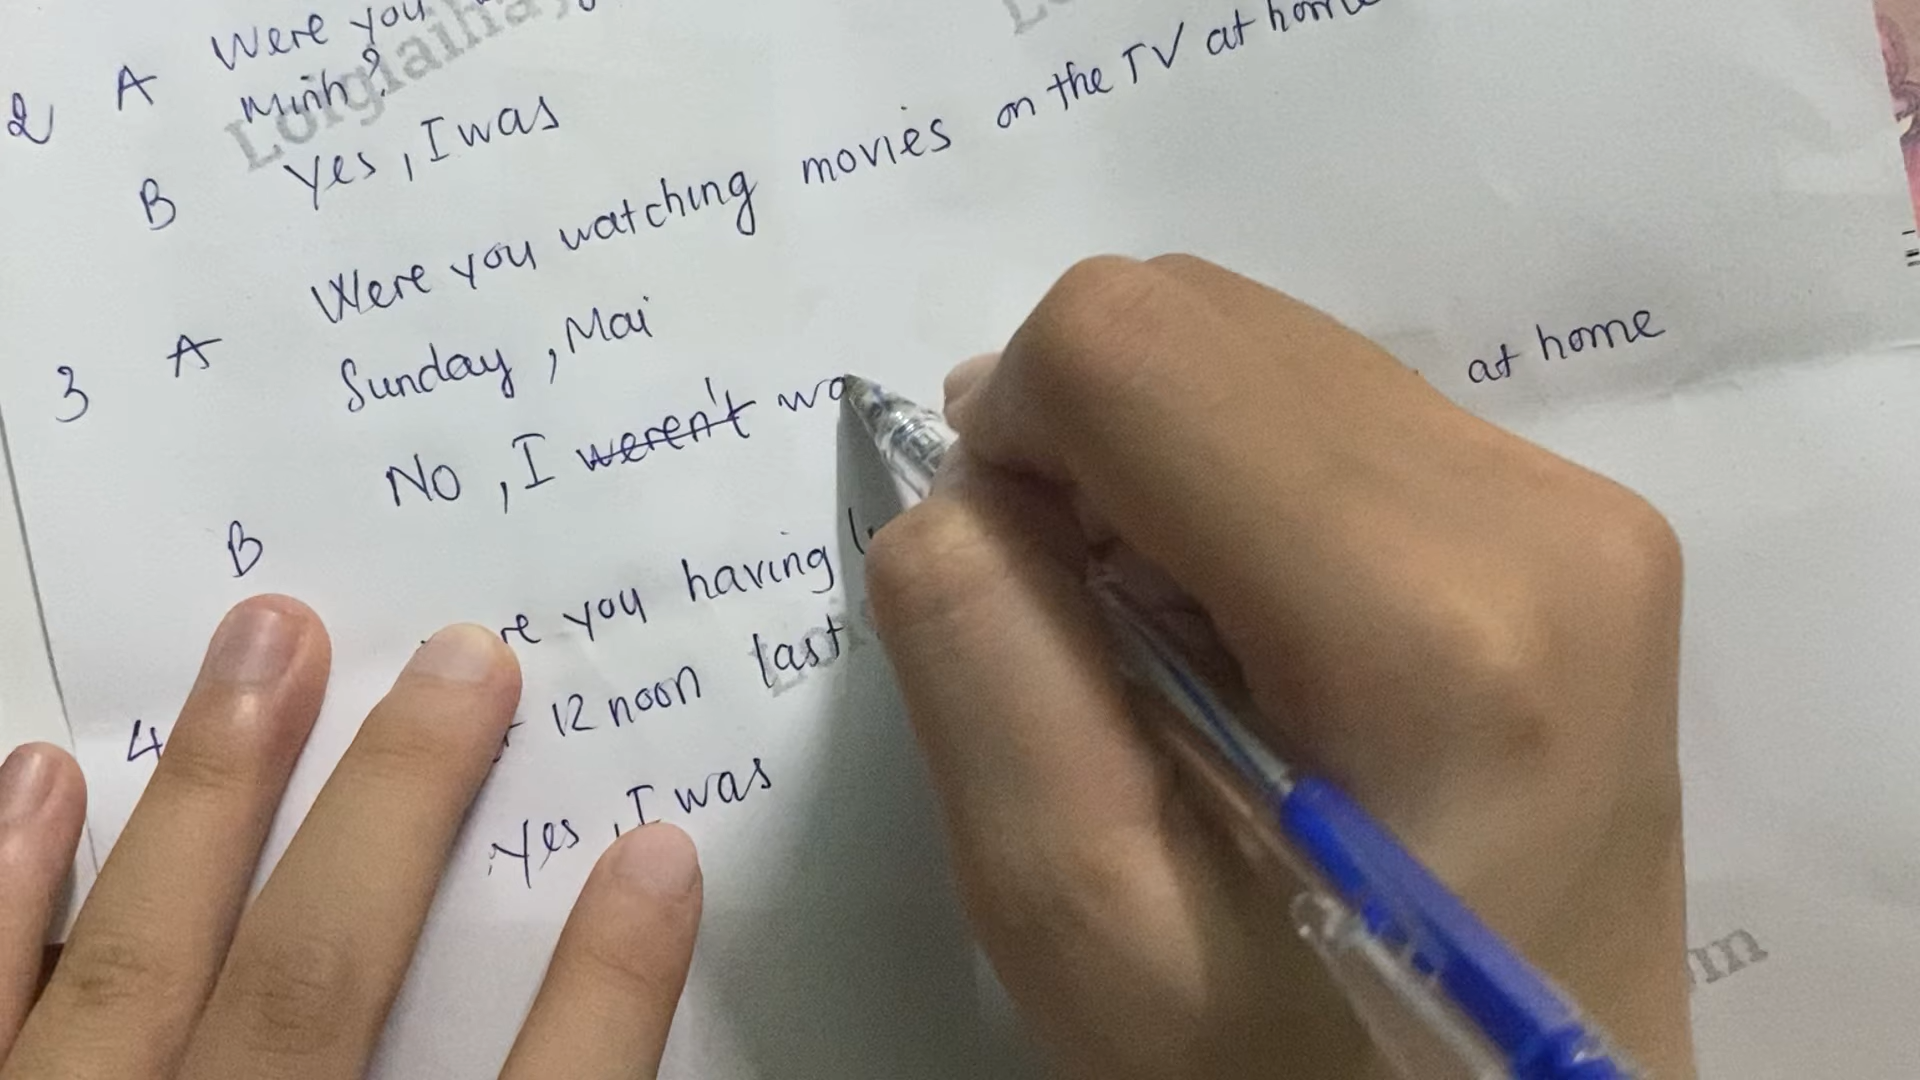 Were you
2 A Minh?
B Yes, I was
Were you watching movies on the TV at home
3 A Sunday, Mai
B No, I weren't wa
at home
you having
4 12 noon last
Yes, I was